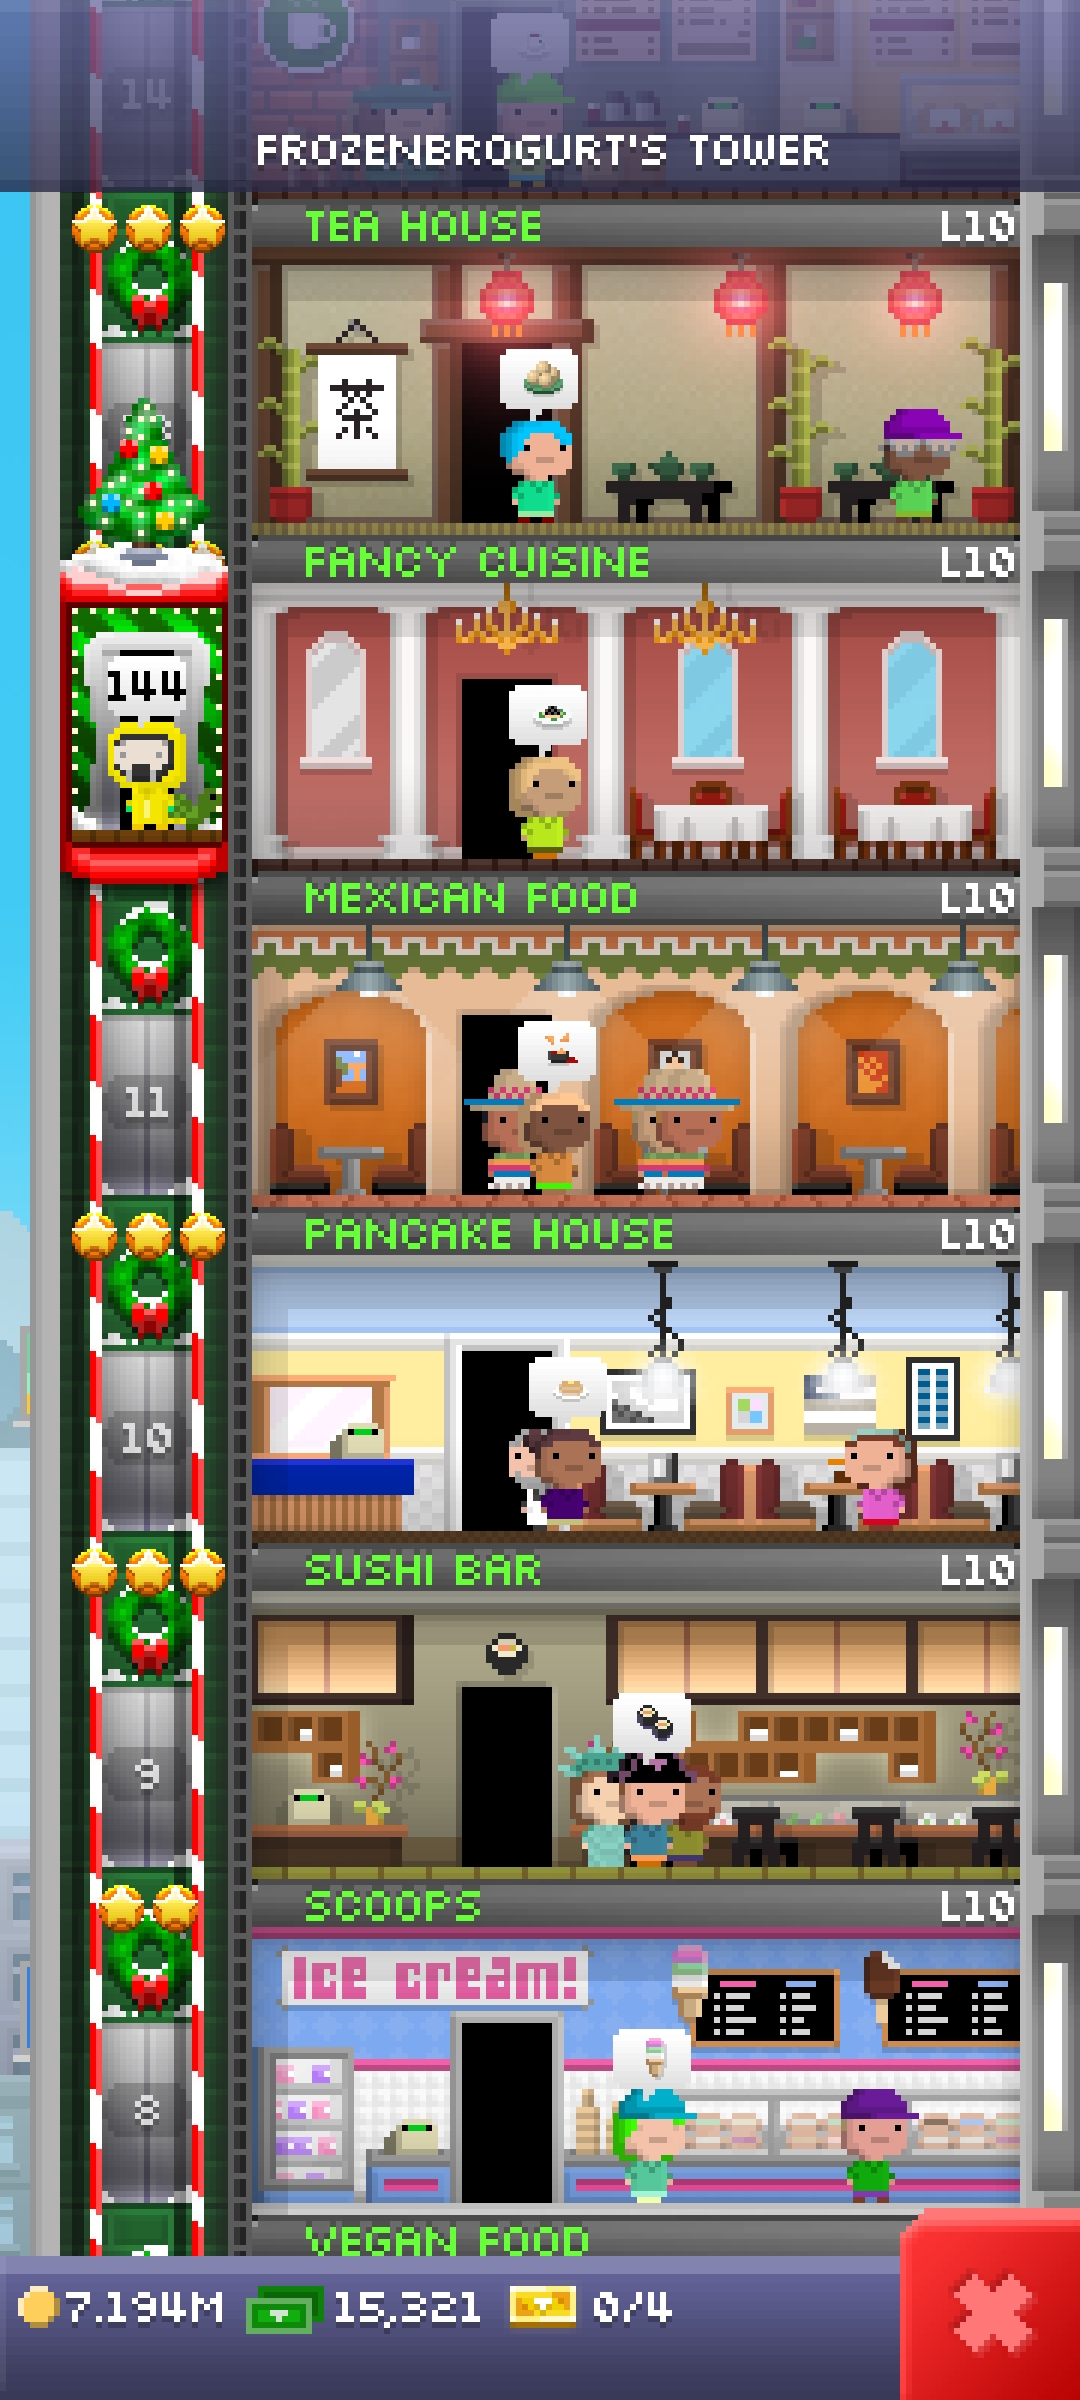 14
FROZENBROGURT'S TOWER
TEA HOUSE L10
茶
FANCY CUISINE L10
144
MEXICAN FOOD L10
11
PANCAKE HOUSE L10
10
SUSHI BAR L10
9
SCOOPS L10
Ice cream!
8
VEGAN FOOD
7.194M 15,321 0/4